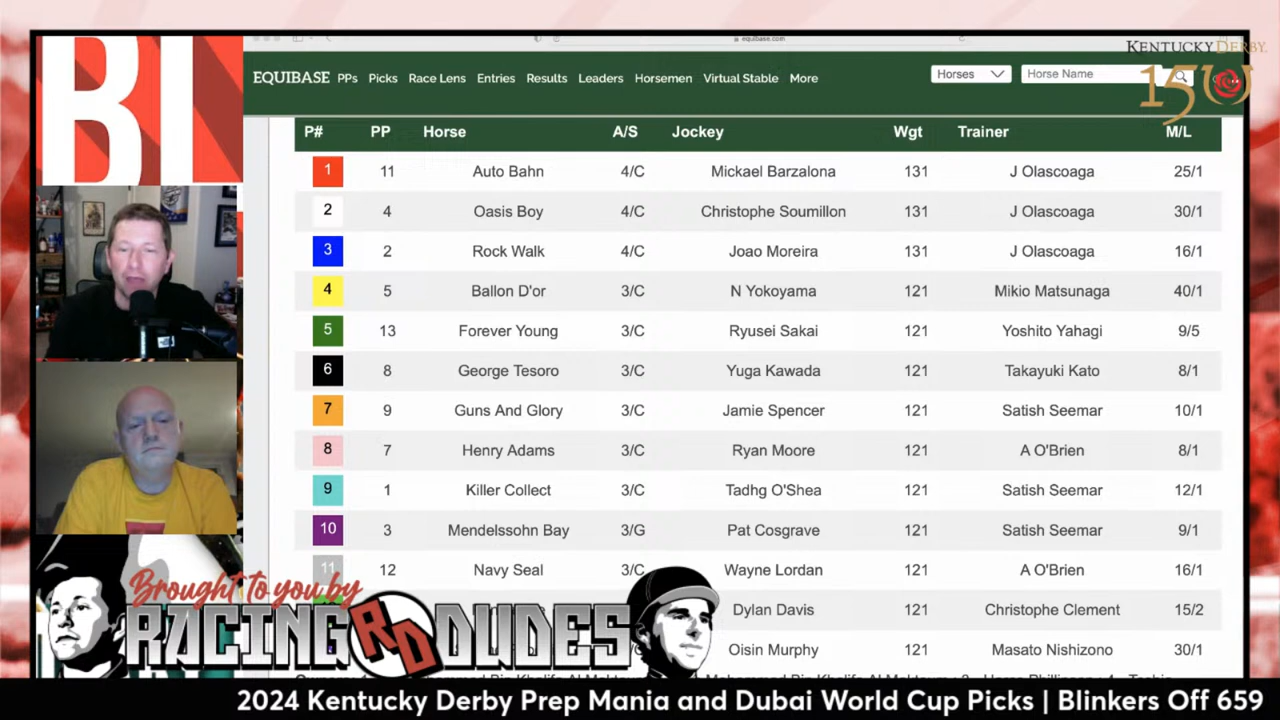 BL
equibase.com
KENTUCKY DERBY
150
EQUIBASE PPs Picks Race Lens Entries Results Leaders Horsemen Virtual Stable More Horses Horse Name
P# PP Horse A/S Jockey Wgt Trainer M/L
1 11 Auto Bahn 4/C Mickael Barzalona 131 J Olascoaga 25/1
2 4 Oasis Boy 4/C Christophe Soumillon 131 J Olascoaga 30/1
3 2 Rock Walk 4/C Joao Moreira 131 J Olascoaga 16/1
4 5 Ballon D'or 3/C N Yokoyama 121 Mikio Matsunaga 40/1
5 13 Forever Young 3/C Ryusei Sakai 121 Yoshito Yahagi 9/5
6 8 George Tesoro 3/C Yuga Kawada 121 Takayuki Kato 8/1
7 9 Guns And Glory 3/C Jamie Spencer 121 Satish Seemar 10/1
8 7 Henry Adams 3/C Ryan Moore 121 A O'Brien 8/1
9 1 Killer Collect 3/C Tadhg O'Shea 121 Satish Seemar 12/1
10 3 Mendelssohn Bay 3/G Pat Cosgrave 121 Satish Seemar 9/1
11 12 Navy Seal 3/C Wayne Lordan 121 A O'Brien 16/1
Dylan Davis 121 Christophe Clement 15/2
Oisin Murphy 121 Masato Nishizono 30/1
Brought to you by
RACING RD DUDES
2024 Kentucky Derby Prep Mania and Dubai World Cup Picks | Blinkers Off 659